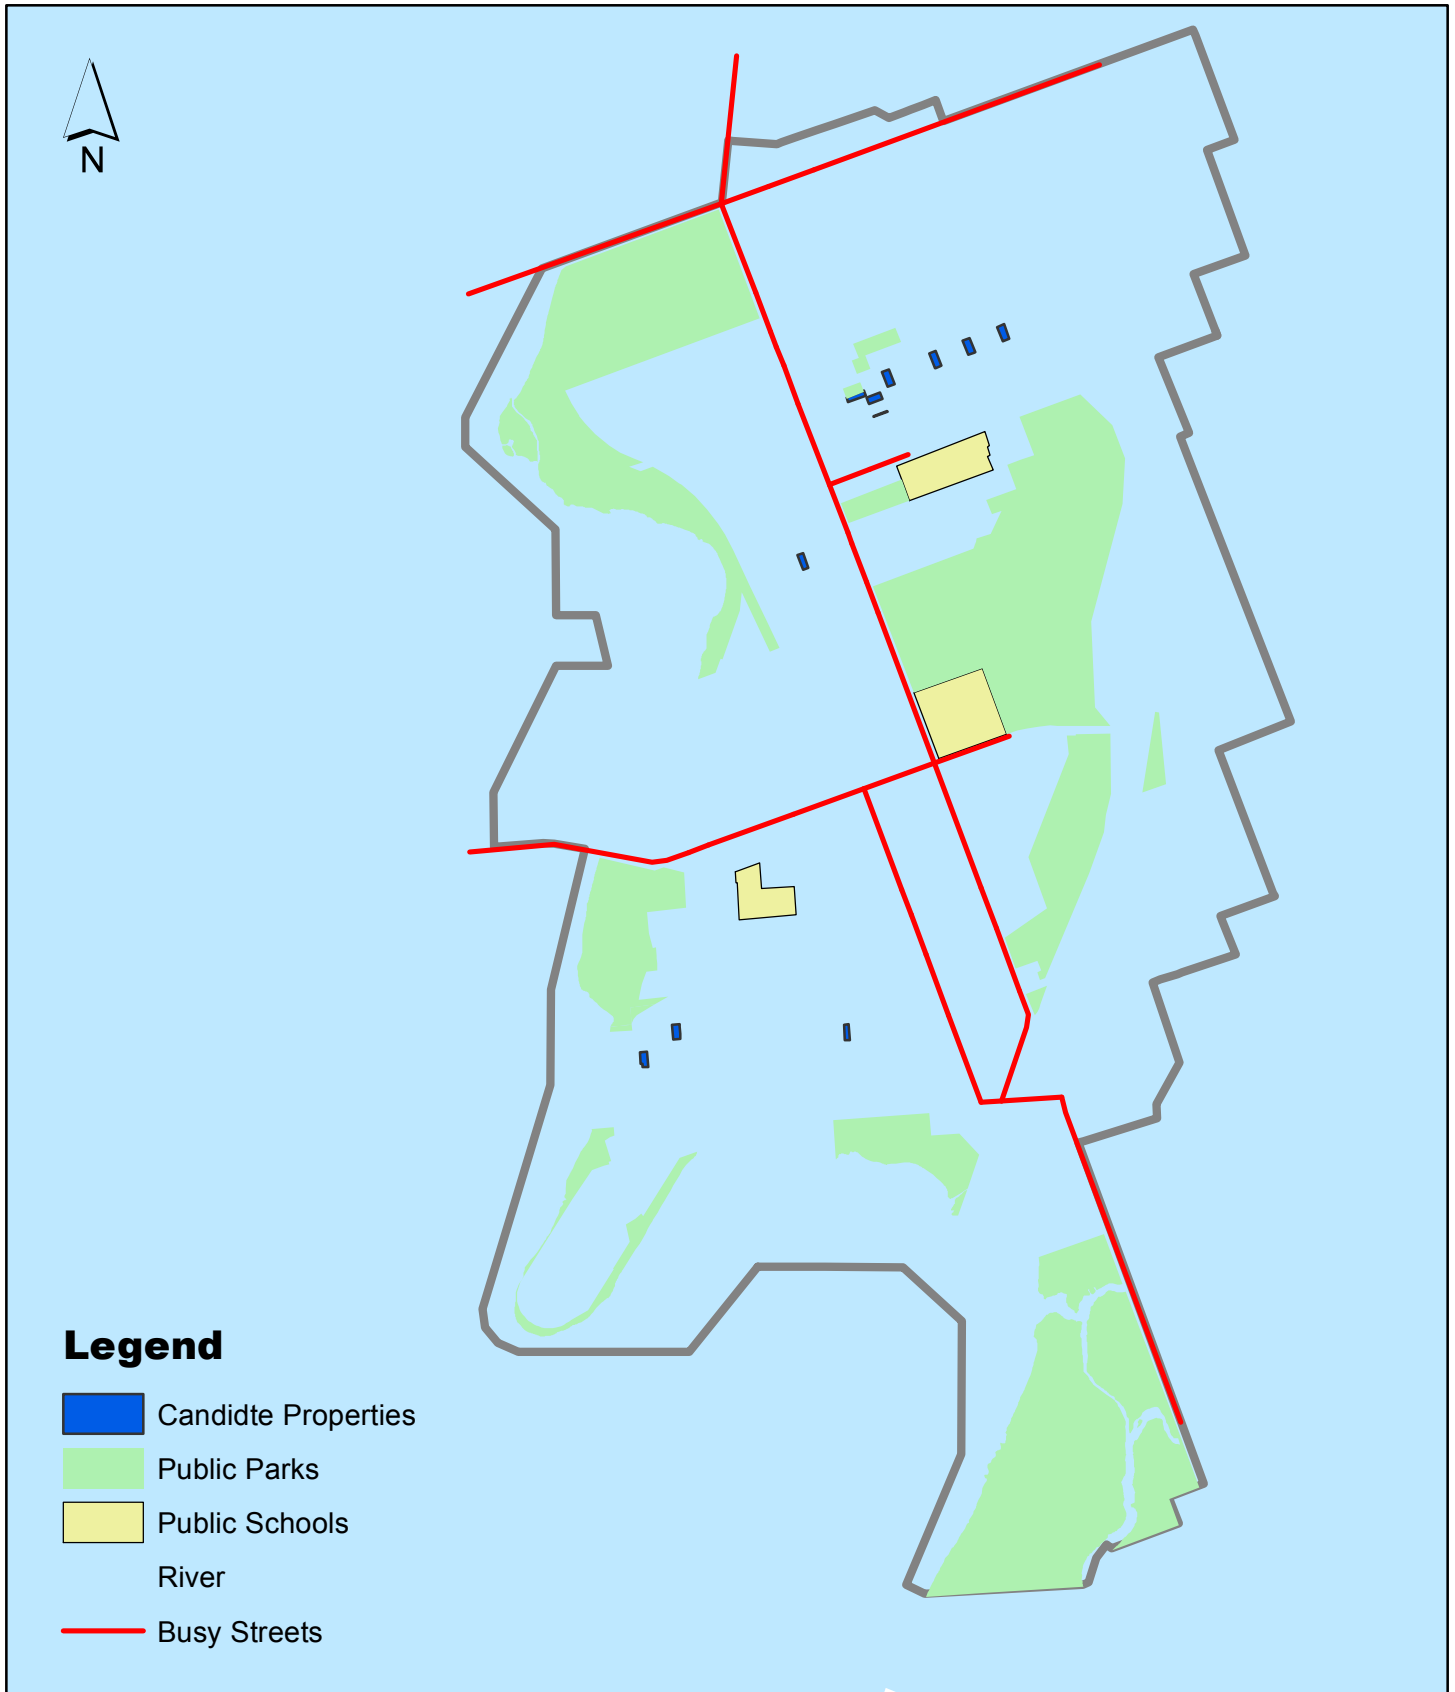 N
Legend
Candidte Properties
Public Parks
Public Schools
River
Busy Streets